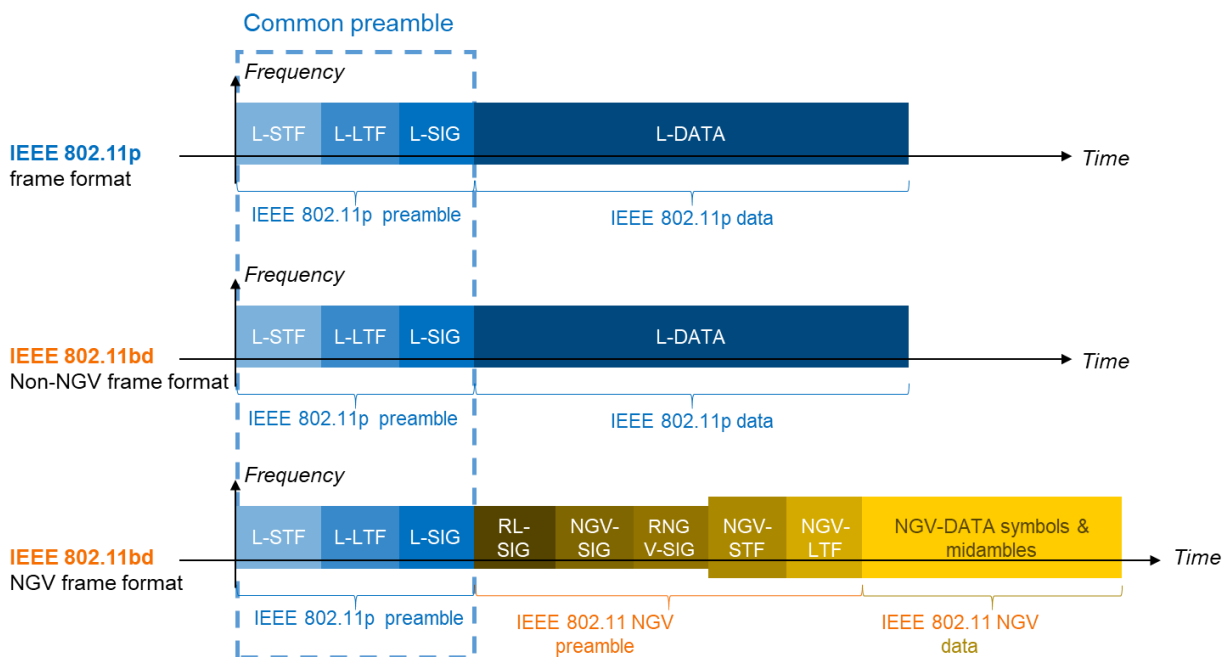 Common preamble
Frequency
L-STF L-LTF L-SIG L-DATA
IEEE 802.11p
frame format
Time
IEEE 802.11p preamble
IEEE 802.11p data
Frequency
L-STF L-LTF L-SIG L-DATA
IEEE 802.11bd
Non-NGV frame format
Time
IEEE 802.11p preamble
IEEE 802.11p data
Frequency
L-STF L-LTF L-SIG
RL-
SIG
NGV-
SIG
RNG
V-SIG
NGV-
STF
NGV-
LTF
NGV-DATA symbols &
midambles
IEEE 802.11bd
NGV frame format
Time
IEEE 802.11p preamble
IEEE 802.11 NGV
preamble
IEEE 802.11 NGV
data